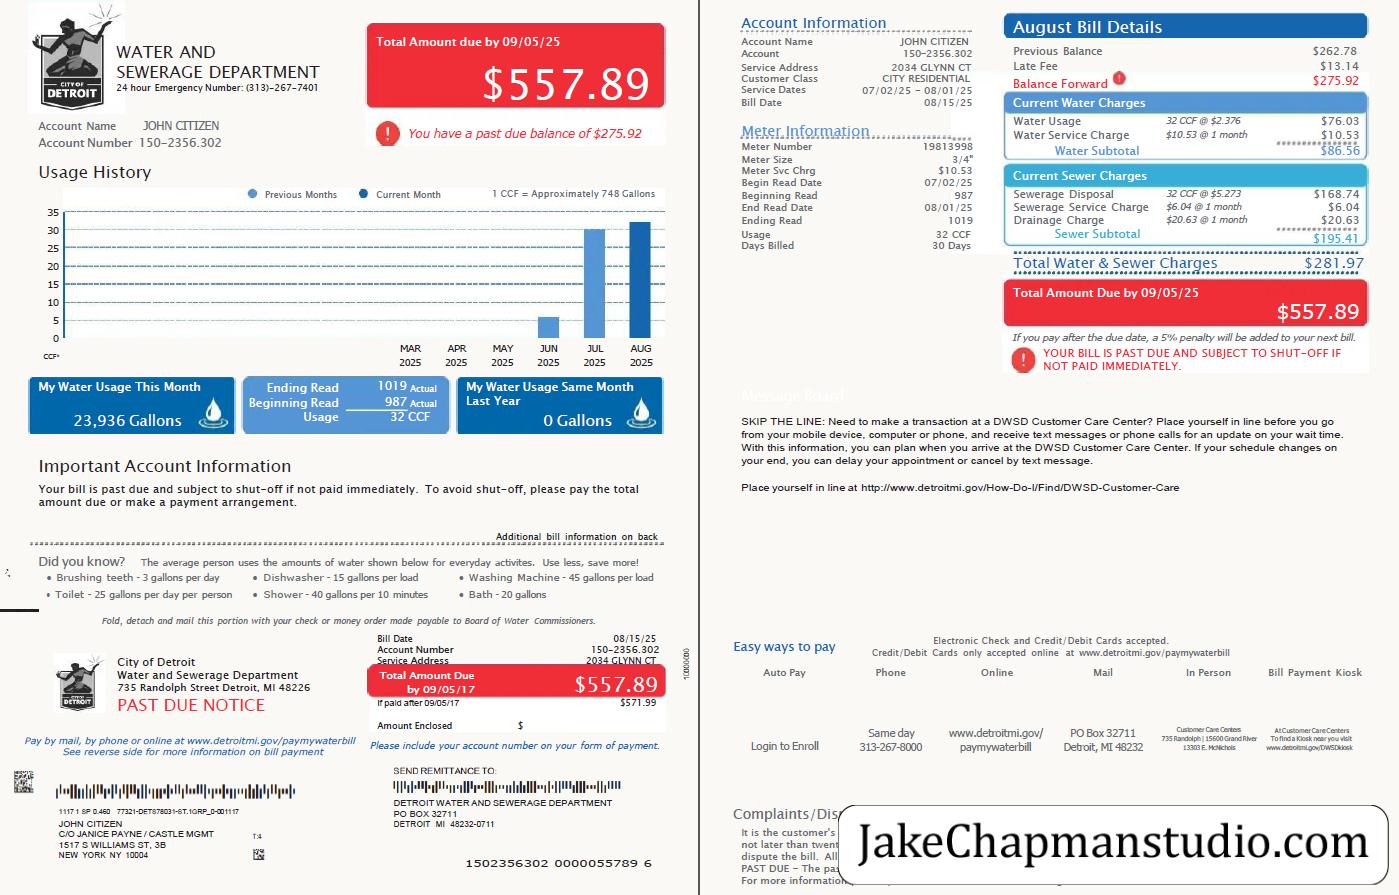 CITY OF
DETROIT
WATER AND
SEWERAGE DEPARTMENT
24 hour Emergency Number: (313)-267-7401
Account Name JOHN CITIZEN
Account Number 150-2356.302
Total Amount due by 09/05/25
$557.89
! You have a past due balance of $275.92
Usage History
Previous Months Current Month 1 CCF = Approximately 748 Gallons
35
30
25
20
15
10
5
0
CCF*
MAR APR MAY JUN JUL AUG
2025 2025 2025 2025 2025 2025
My Water Usage This Month
23,936 Gallons
Ending Read 1019 Actual
Beginning Read 987 Actual
Usage 32 CCF
My Water Usage Same Month
Last Year
0 Gallons
Important Account Information
Your bill is past due and subject to shut-off if not paid immediately. To avoid shut-off, please pay the total
amount due or make a payment arrangement.
Additional bill information on back
Did you know? The average person uses the amounts of water shown below for everyday activites. Use less, save more!
• Brushing teeth - 3 gallons per day • Dishwasher - 15 gallons per load • Washing Machine - 45 gallons per load
• Toilet - 25 gallons per day per person • Shower - 40 gallons per 10 minutes • Bath - 20 gallons
Fold, detach and mail this portion with your check or money order made payable to Board of Water Commissioners.
CITY OF
DETROIT
City of Detroit
Water and Sewerage Department
735 Randolph Street Detroit, MI 48226
PAST DUE NOTICE
Bill Date 08/15/25
Account Number 150-2356.302
Service Address 2034 GLYNN CT
Total Amount Due
by 09/05/17
$557.89
If paid after 09/05/17 $571.99
Amount Enclosed $
Pay by mail, by phone or online at www.detroitmi.gov/paymywaterbill
See reverse side for more information on bill payment
Please include your account number on your form of payment.
1117 1 SP 0.460 77321-DET878031-ST.1GRP_0-001117
JOHN CITIZEN
C/O JANICE PAYNE / CASTLE MGMT
1517 S WILLIAMS ST, 3B
NEW YORK NY 10004
T:4
SEND REMITTANCE TO:
DETROIT WATER AND SEWERAGE DEPARTMENT
PO BOX 32711
DETROIT MI 48232-0711
1502356302 0000055789 6
Account Information
Account Name JOHN CITIZEN
Account 150-2356.302
Service Address 2034 GLYNN CT
Customer Class CITY RESIDENTIAL
Service Dates 07/02/25 - 08/01/25
Bill Date 08/15/25
Meter Information
Meter Number 19813998
Meter Size 3/4"
Meter Svc Chrg $10.53
Begin Read Date 07/02/25
Beginning Read 987
End Read Date 08/01/25
Ending Read 1019
Usage 32 CCF
Days Billed 30 Days
August Bill Details
Previous Balance $262.78
Late Fee $13.14
Balance Forward ! $275.92
Current Water Charges
Water Usage 32 CCF @ $2.376 $76.03
Water Service Charge $10.53 @ 1 month $10.53
Water Subtotal $86.56
Current Sewer Charges
Sewerage Disposal 32 CCF @ $5.273 $168.74
Sewerage Service Charge $6.04 @ 1 month $6.04
Drainage Charge $20.63 @ 1 month $20.63
Sewer Subtotal $195.41
Total Water & Sewer Charges $281.97
Total Amount Due by 09/05/25
$557.89
If you pay after the due date, a 5% penalty will be added to your next bill.
! YOUR BILL IS PAST DUE AND SUBJECT TO SHUT-OFF IF
NOT PAID IMMEDIATELY.
Message Board
SKIP THE LINE: Need to make a transaction at a DWSD Customer Care Center? Place yourself in line before you go
from your mobile device, computer or phone, and receive text messages or phone calls for an update on your wait time.
With this information, you can plan when you arrive at the DWSD Customer Care Center. If your schedule changes on
your end, you can delay your appointment or cancel by text message.
Place yourself in line at http://www.detroitmi.gov/How-Do-I/Find/DWSD-Customer-Care
Easy ways to pay
Electronic Check and Credit/Debit Cards accepted.
Credit/Debit Cards only accepted online at www.detroitmi.gov/paymywaterbill
Auto Pay Phone Online Mail In Person Bill Payment Kiosk
Login to Enroll
Same day
313-267-8000
www.detroitmi.gov/
paymywaterbill
PO Box 32711
Detroit, MI 48232
Customer Care Centers
735 Randolph | 15600 Grand River
13303 E. McNichols
At Customer Care Centers
To find a Kiosk near you visit
www.detroitmi.gov/DWSDkiosk
Complaints/Dis
It is the customer's
not later than twent
dispute the bill. All
PAST DUE - The pas
For more information
JakeChapmanstudio.com